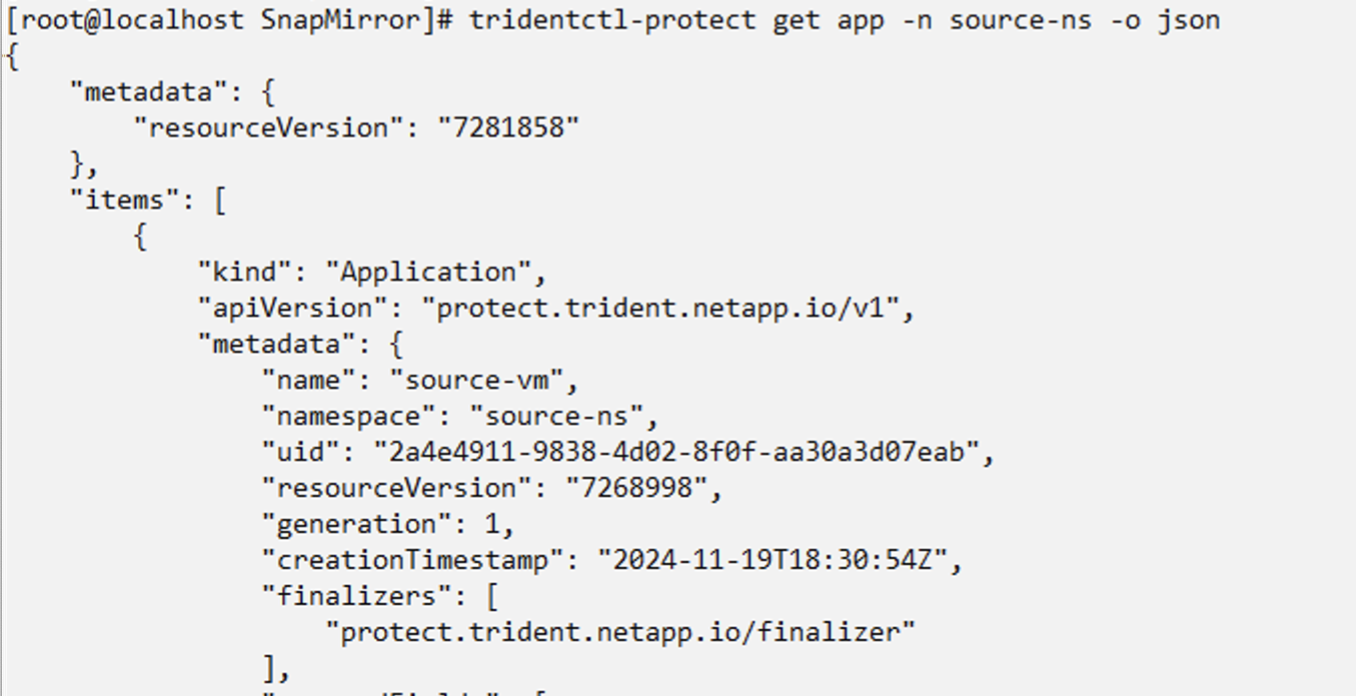 [root@localhost SnapMirror]# tridentctl-protect get app -n source-ns -o json
{
    "metadata": {
        "resourceVersion": "7281858"
    },
    "items": [
        {
            "kind": "Application",
            "apiVersion": "protect.trident.netapp.io/v1",
            "metadata": {
                "name": "source-vm",
                "namespace": "source-ns",
                "uid": "2a4e4911-9838-4d02-8f0f-aa30a3d07eab",
                "resourceVersion": "7268998",
                "generation": 1,
                "creationTimestamp": "2024-11-19T18:30:54Z",
                "finalizers": [
                    "protect.trident.netapp.io/finalizer"
                ],